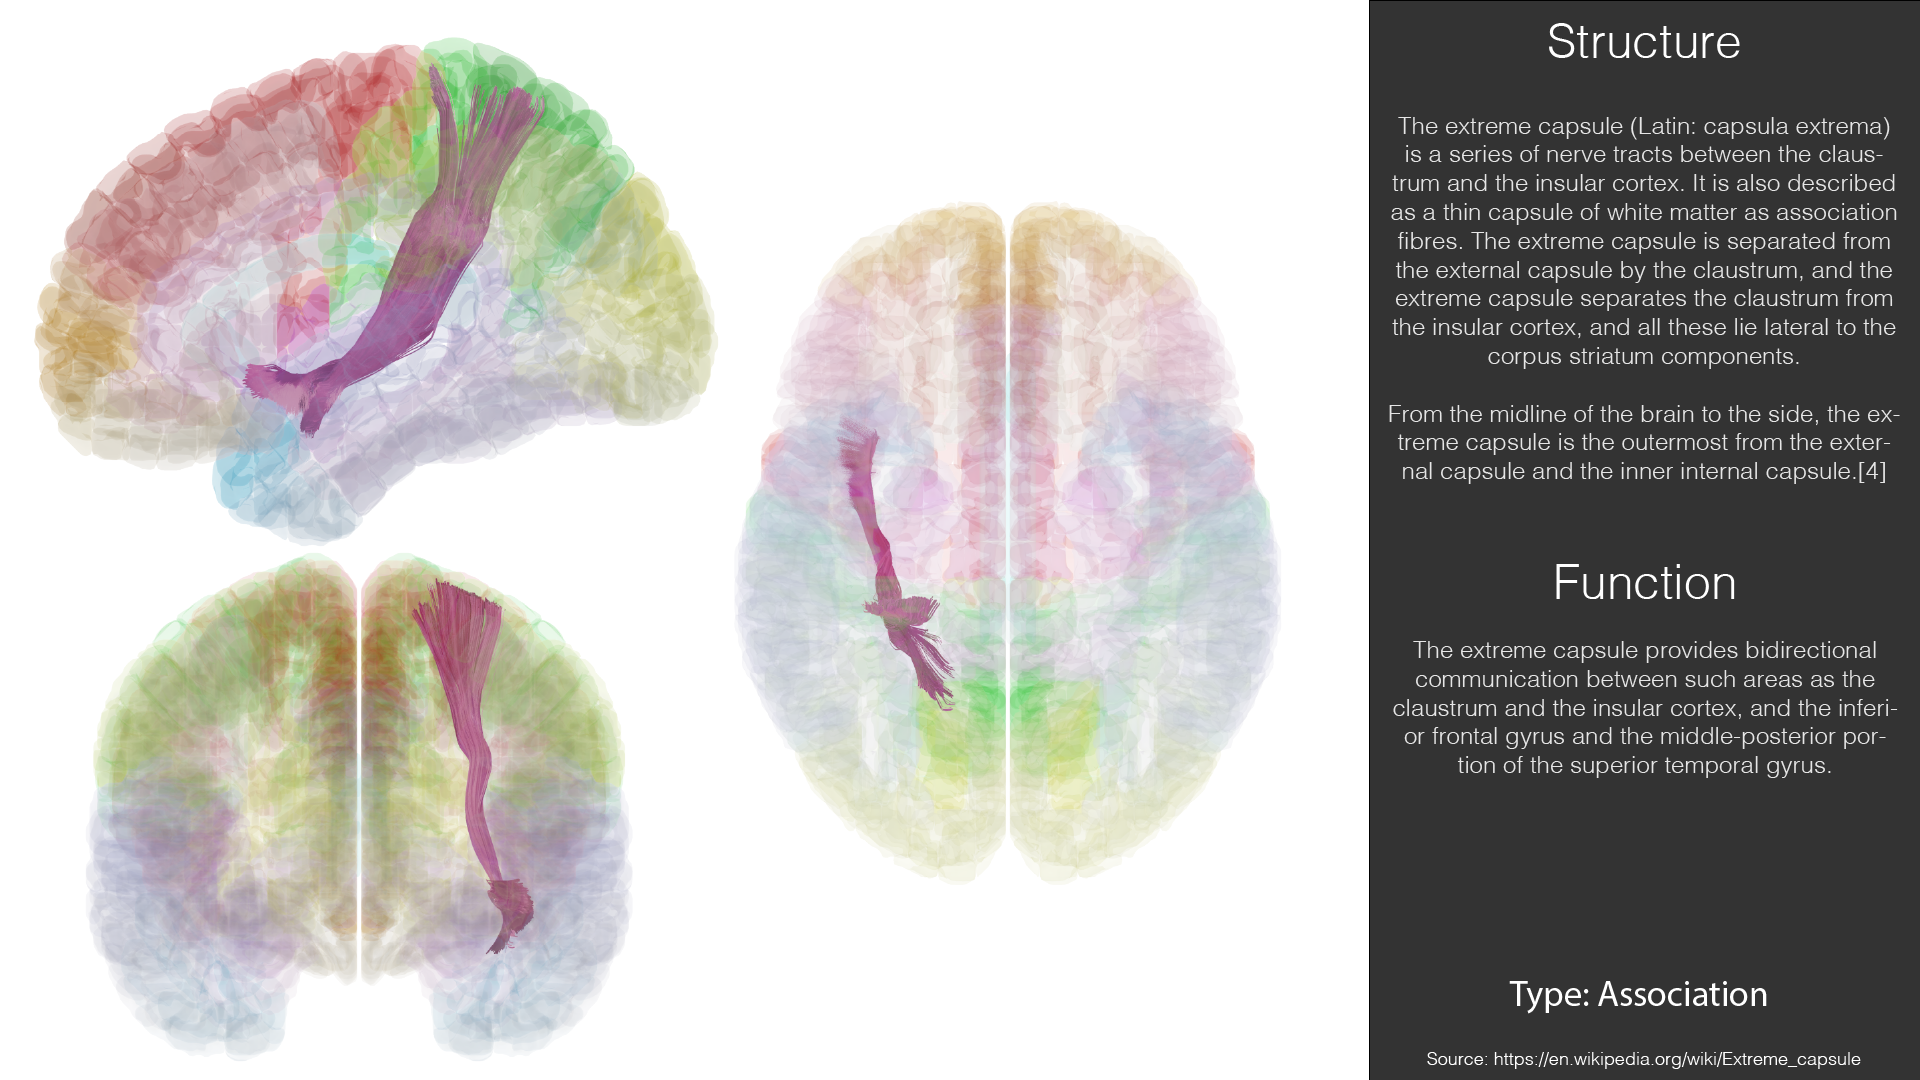 Structure
The extreme capsule (Latin: capsula extrema)
is a series of nerve tracts between the claus-
trum and the insular cortex. It is also described
as a thin capsule of white matter as association
fibres. The extreme capsule is separated from
the external capsule by the claustrum, and the
extreme capsule separates the claustrum from
the insular cortex, and all these lie lateral to the
corpus striatum components.
From the midline of the brain to the side, the ex-
treme capsule is the outermost from the exter-
nal capsule and the inner internal capsule.[4]
Function
The extreme capsule provides bidirectional
communication between such areas as the
claustrum and the insular cortex, and the inferi-
or frontal gyrus and the middle-posterior por-
tion of the superior temporal gyrus.
Type: Association
Source: https://en.wikipedia.org/wiki/Extreme_capsule